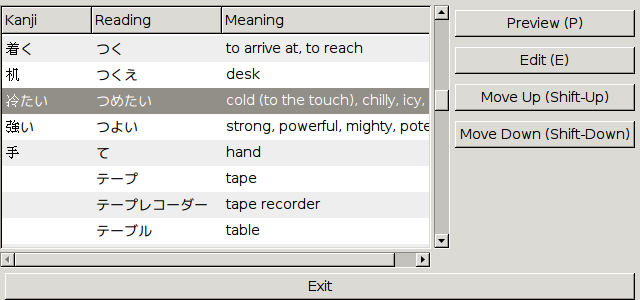 Kanji Reading Meaning
着く つく to arrive at, to reach
机 つくえ desk
冷たい つめたい cold (to the touch), chilly, icy,
強い つよい strong, powerful, mighty, pote
手 て hand
テープ tape
テープレコーダー tape recorder
テーブル table
Preview (P)
Edit (E)
Move Up (Shift-Up)
Move Down (Shift-Down)
Exit